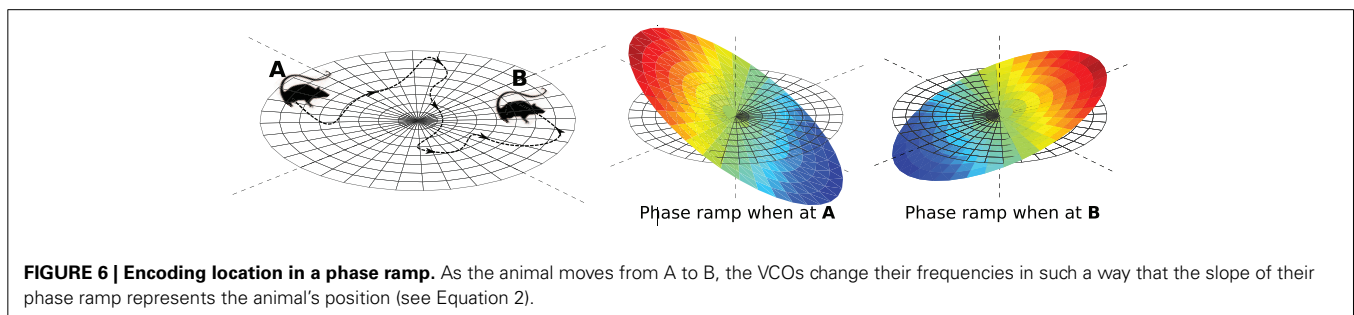 A
B
Phase ramp when at A
Phase ramp when at B
FIGURE 6 | Encoding location in a phase ramp. As the animal moves from A to B, the VCOs change their frequencies in such a way that the slope of their
phase ramp represents the animal's position (see Equation 2).